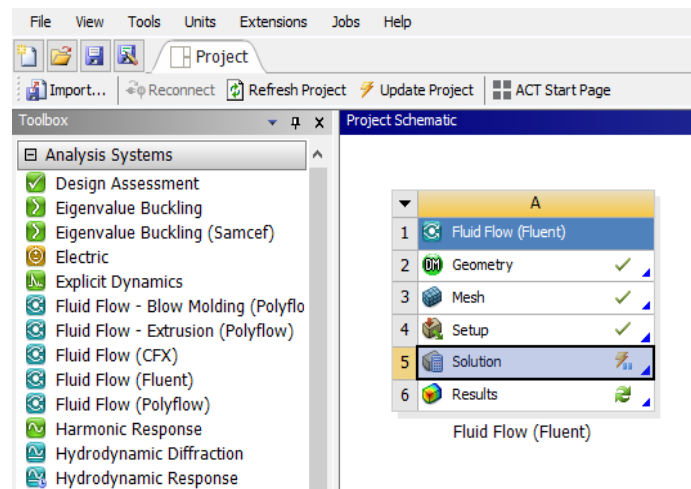 File View Tools Units Extensions Jobs Help
Project
Import... Reconnect Refresh Project Update Project ACT Start Page
Toolbox
Project Schematic
Analysis Systems
Design Assessment
Eigenvalue Buckling
Eigenvalue Buckling (Samcef)
Electric
Explicit Dynamics
Fluid Flow - Blow Molding (Polyflo
Fluid Flow - Extrusion (Polyflow)
Fluid Flow (CFX)
Fluid Flow (Fluent)
Fluid Flow (Polyflow)
Harmonic Response
Hydrodynamic Diffraction
Hydrodynamic Response
A
1 Fluid Flow (Fluent)
2 DM Geometry
3 Mesh
4 Setup
5 Solution
6 Results
Fluid Flow (Fluent)